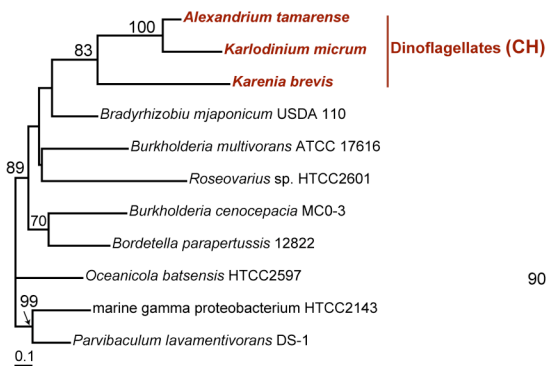 100
Alexandrium tamarense
83
Karlodinium micrum
Dinoflagellates (CH)
Karenia brevis
Bradyrhizobiu mjaponicum USDA 110
Burkholderia multivorans ATCC 17616
89
Roseovarius sp. HTCC2601
70
Burkholderia cenocepacia MC0-3
Bordetella parapertussis 12822
Oceanicola batsensis HTCC2597
90
99
marine gamma proteobacterium HTCC2143
Parvibaculum lavamentivorans DS-1
0.1